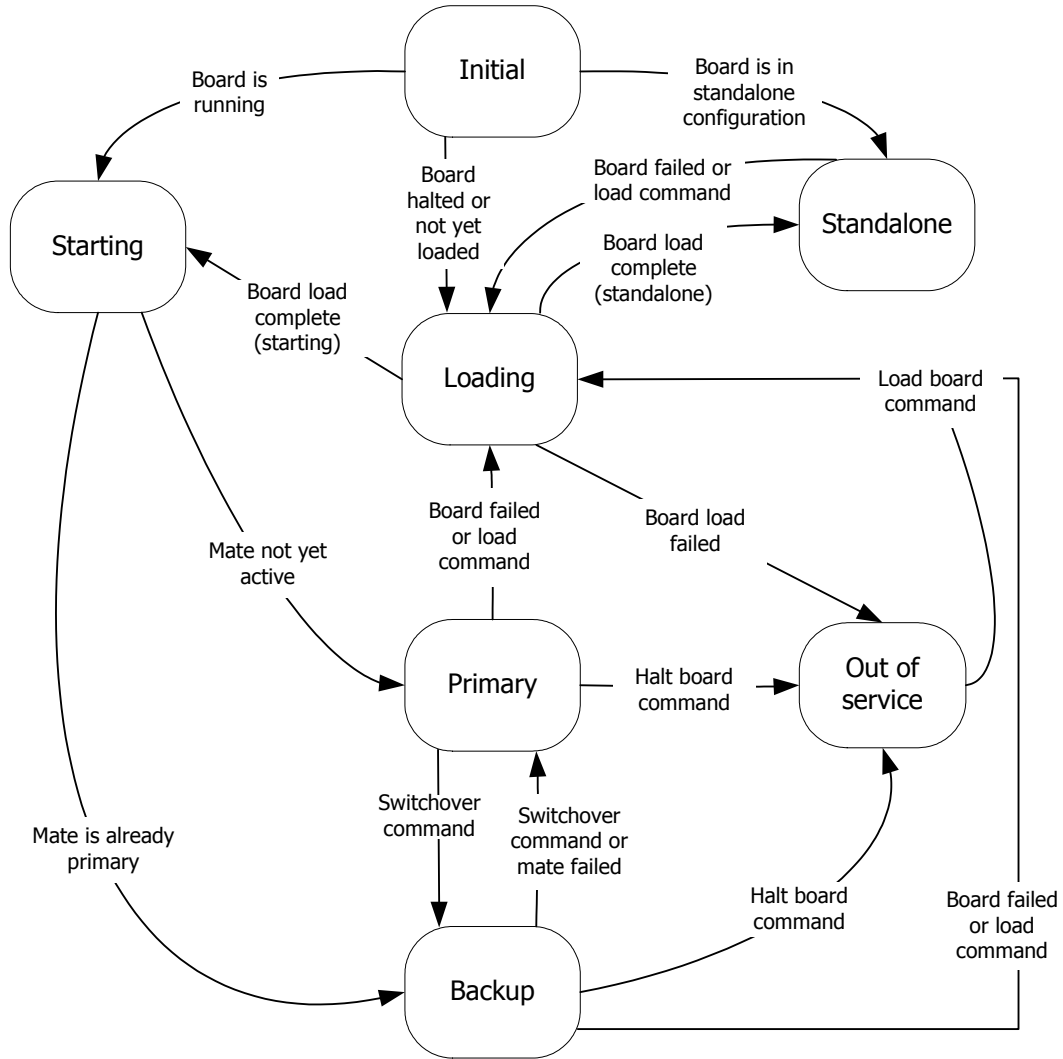 Initial
Board is
running
Board is in
standalone
configuration
Board
halted or
not yet
loaded
Board failed or
load command
Starting
Standalone
Board load
complete
(standalone)
Board load
complete
(starting)
Loading
Load board
command
Board failed
or load
command
Board load
failed
Mate not yet
active
Primary
Halt board
command
Out of
service
Switchover
command
Switchover
command or
mate failed
Mate is already
primary
Halt board
command
Board failed
or load
command
Backup